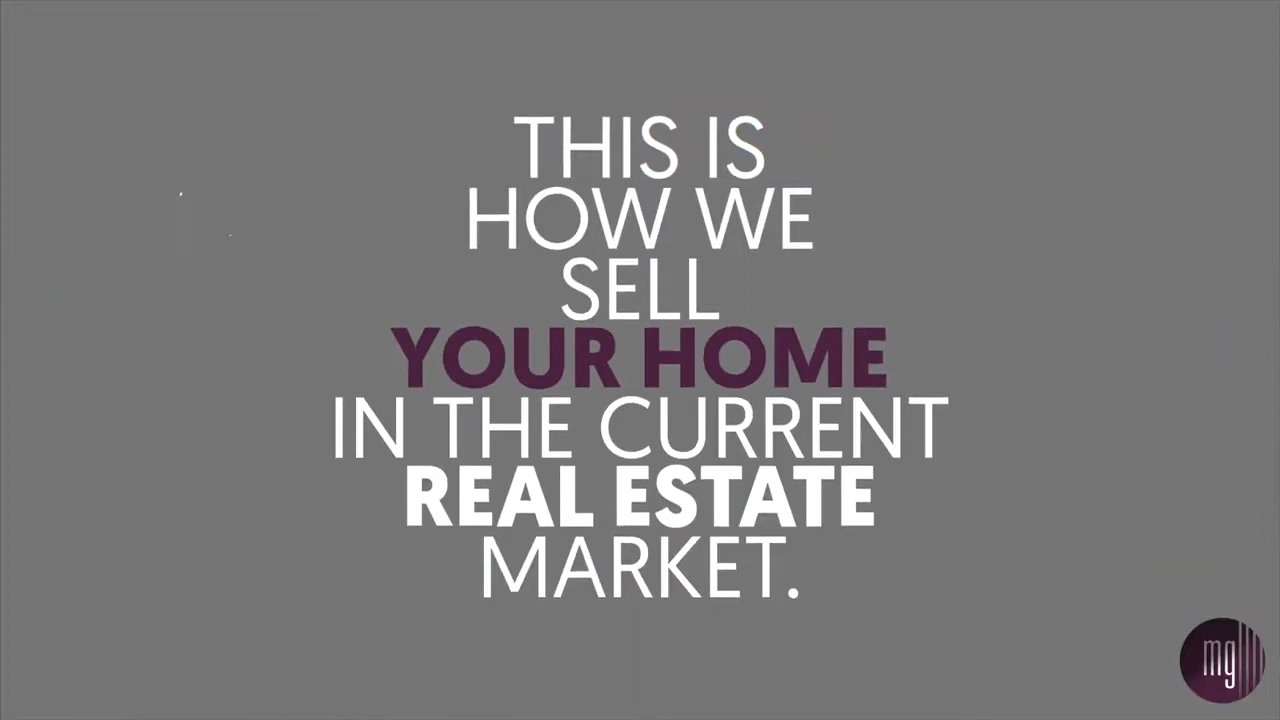 THIS IS
HOW WE
SELL
YOUR HOME
IN THE CURRENT
REAL ESTATE
MARKET.
mg